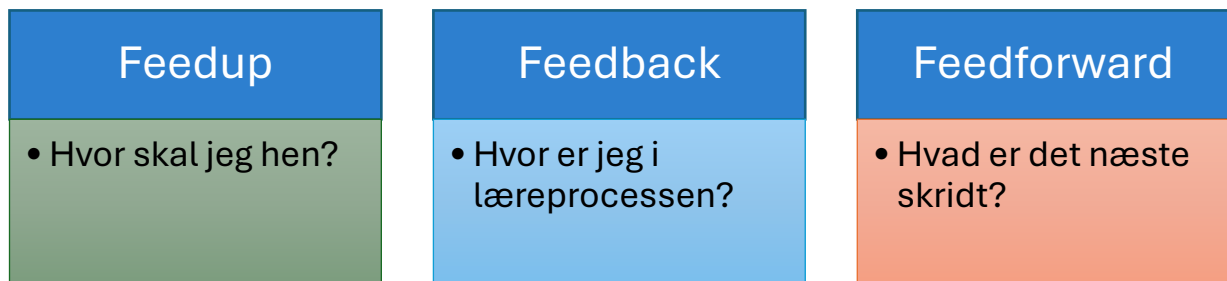 Feedup
• Hvor skal jeg hen?
Feedback
• Hvor er jeg i
læreprocessen?
Feedforward
• Hvad er det næste
skridt?